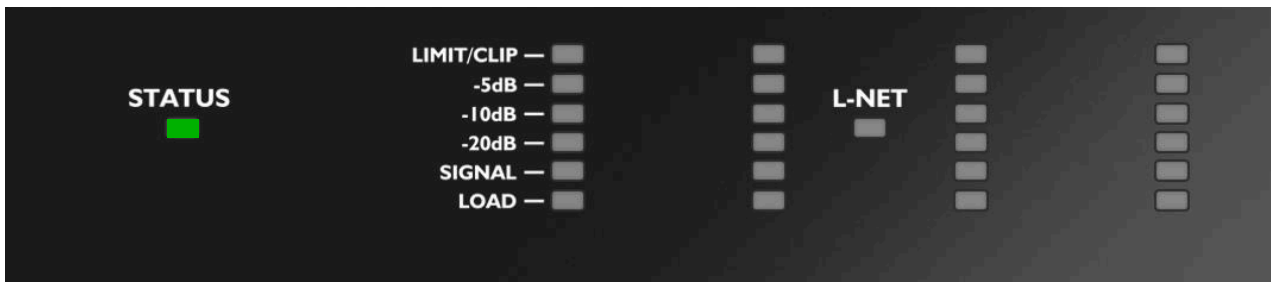 STATUS
LIMIT/CLIP
-5dB
-10dB
-20dB
SIGNAL
LOAD
L-NET